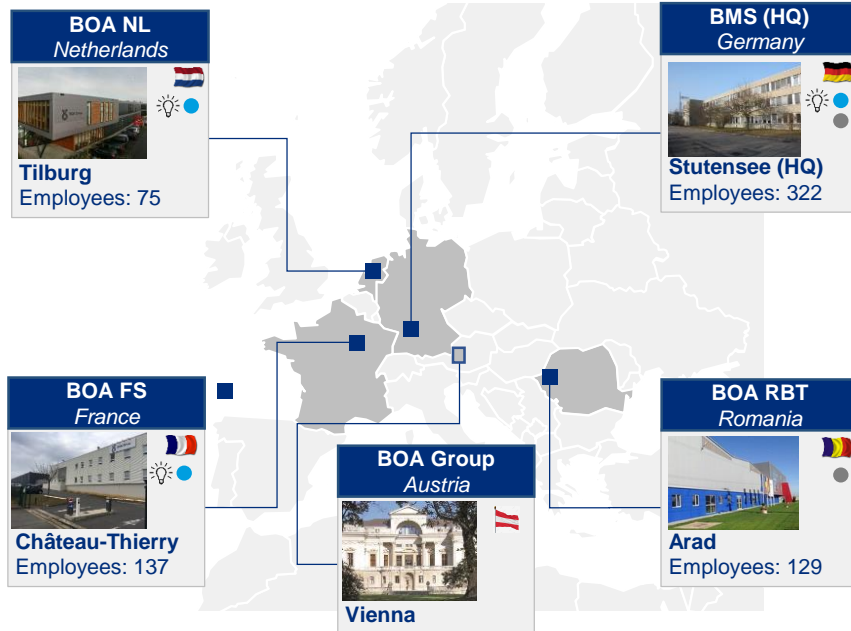 BOA NL
Netherlands
Tilburg
Employees: 75
BMS (HQ)
Germany
Stutensee (HQ)
Employees: 322
BOA FS
France
Château-Thierry
Employees: 137
BOA Group
Austria
Vienna
BOA RBT
Romania
Arad
Employees: 129